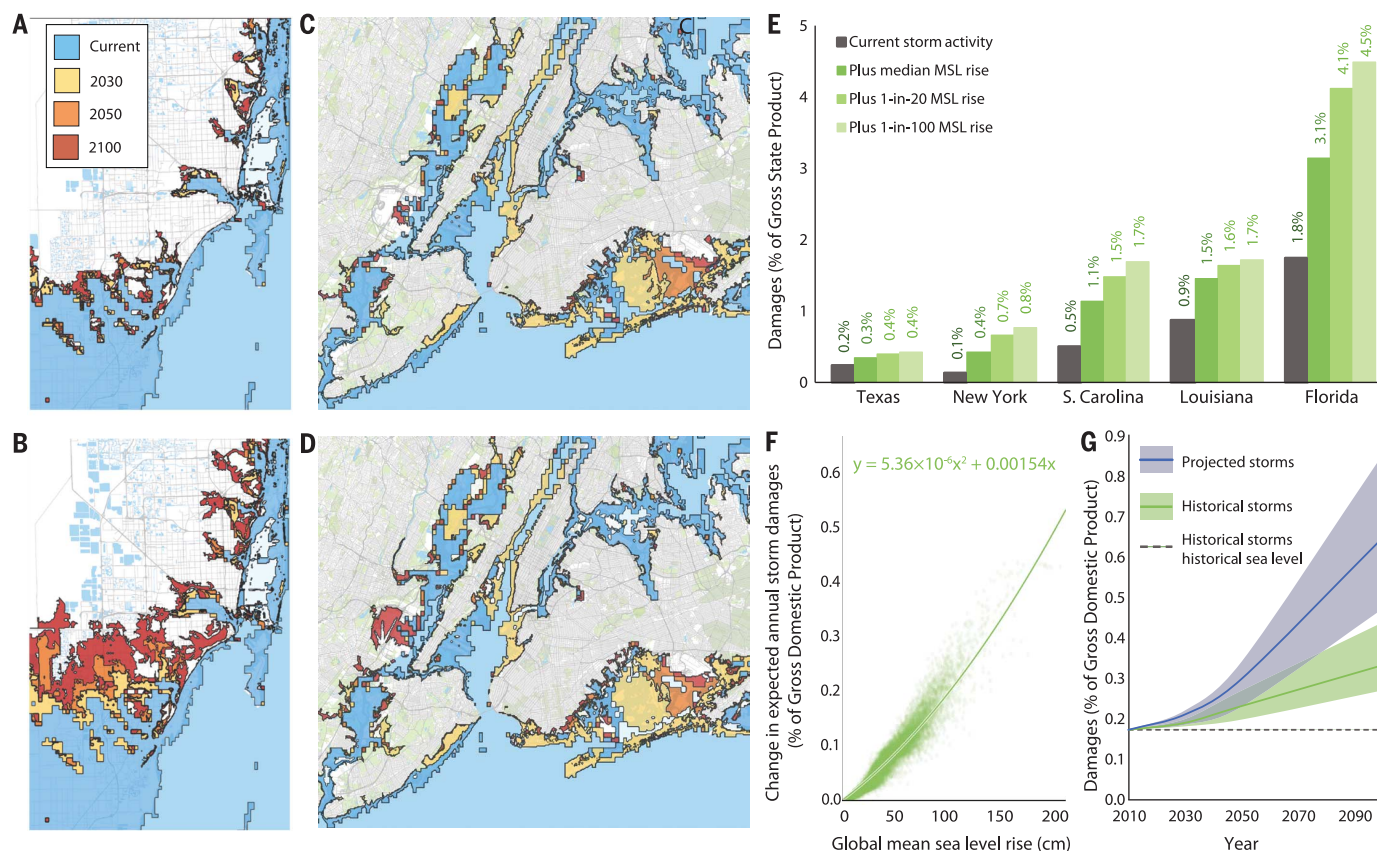 A
Current
2030
2050
2100
B
C
D
E
Damages (% of Gross State Product)
5
4
3
2
1
0
Current storm activity
Plus median MSL rise
Plus 1-in-20 MSL rise
Plus 1-in-100 MSL rise
0.2%
0.3%
0.4%
0.4%
0.1%
0.4%
0.7%
0.8%
0.5%
1.1%
1.5%
1.7%
0.9%
1.5%
1.6%
1.7%
1.8%
3.1%
4.1%
4.5%
Texas
New York
S. Carolina
Louisiana
Florida
F
Change in expected annual storm damages
(% of Gross Domestic Product)
y = 5.36×10⁻⁶x² + 0.00154x
0.6
0.5
0.4
0.3
0.2
0.1
0.0
0
50
100
150
200
Global mean sea level rise (cm)
G
Damages (% of Gross Domestic Product)
0.9
0.8
0.7
0.6
0.5
0.4
0.3
0.2
0.1
0.0
Projected storms
Historical storms
Historical storms
historical sea level
2010
2030
2050
2070
2090
Year